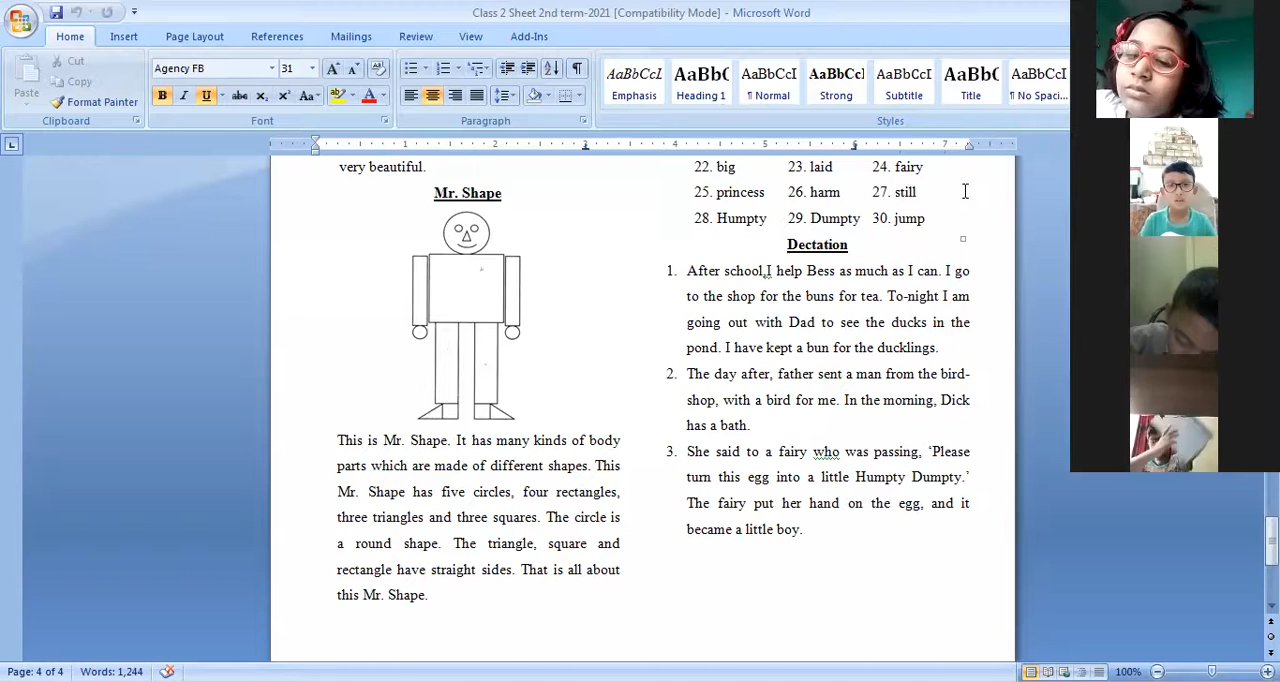 Class 2 Sheet 2nd term-2021 [Compatibility Mode] - Microsoft Word
Home Insert Page Layout References Mailings Review View Add-Ins
Paste
Cut
Copy
Format Painter
Clipboard
Agency FB 31
B I U abc X₂ X² Aa
Font
Paragraph
AaBbCcI AaBbC AaBbCcI AaBbCcI AaBbCcI AaBbC AaBbCcI
Emphasis Heading 1 ¶ Normal Strong Subtitle Title ¶ No Spaci...
Styles
1 2 3 4 5 6 7
very beautiful.
Mr. Shape
This is Mr. Shape. It has many kinds of body
parts which are made of different shapes. This
Mr. Shape has five circles, four rectangles,
three triangles and three squares. The circle is
a round shape. The triangle, square and
rectangle have straight sides. That is all about
this Mr. Shape.
22. big 23. laid 24. fairy
25. princess 26. harm 27. still
28. Humpty 29. Dumpty 30. jump
Dectation
1. After school,I help Bess as much as I can. I go
to the shop for the buns for tea. To-night I am
going out with Dad to see the ducks in the
pond. I have kept a bun for the ducklings.
2. The day after, father sent a man from the bird-
shop, with a bird for me. In the morning, Dick
has a bath.
3. She said to a fairy who was passing, ‘Please
turn this egg into a little Humpty Dumpty.’
The fairy put her hand on the egg, and it
became a little boy.
Page: 4 of 4 Words: 1,244 100%